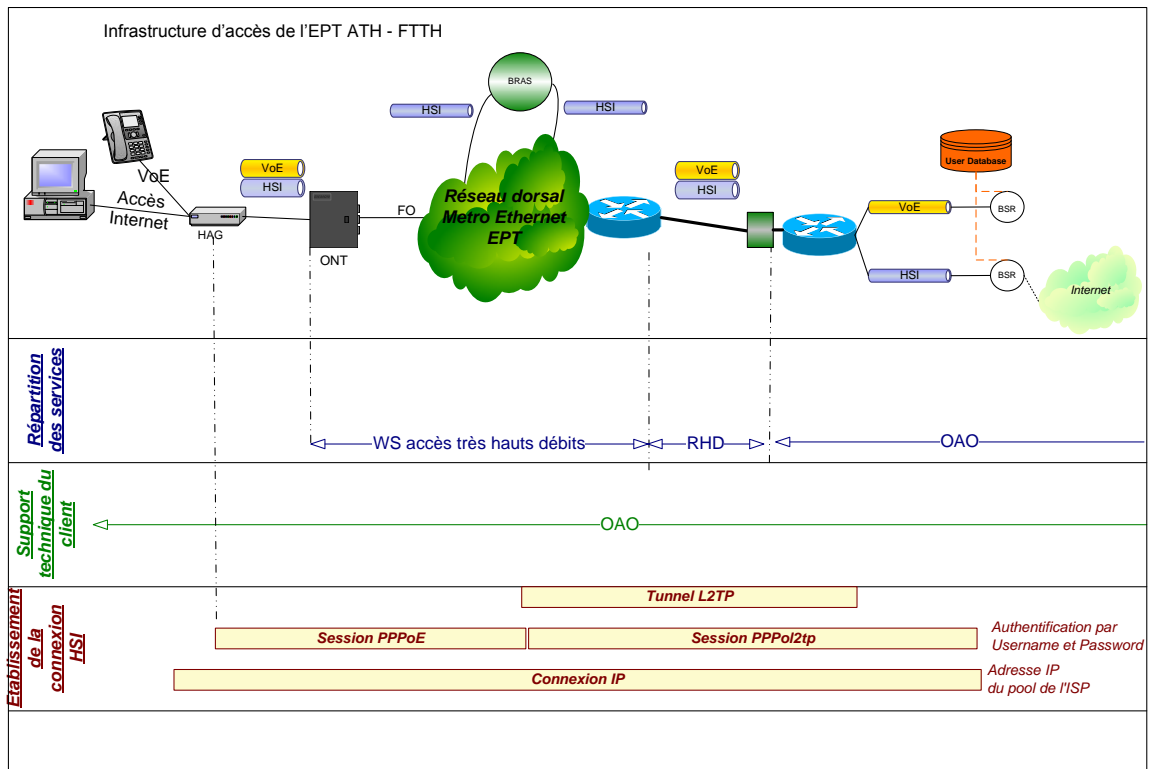 Infrastructure d'accès de l'EPT ATH - FTTH
BRAS
HSI
HSI
VoE
Accès
Internet
HAG
VoE
HSI
ONT
FO
Réseau dorsal
Metro Ethernet
EPT
VoE
HSI
User Database
VoE
BSR
HSI
BSR
Internet
Répartition
des services
WS accès très hauts débits
RHD
OAO
Support
technique du
client
OAO
Etablissement
de la
connexion
HSI
Tunnel L2TP
Session PPPoE
Session PPPol2tp
Authentification par
Username et Password
Connexion IP
Adresse IP
du pool de l'ISP